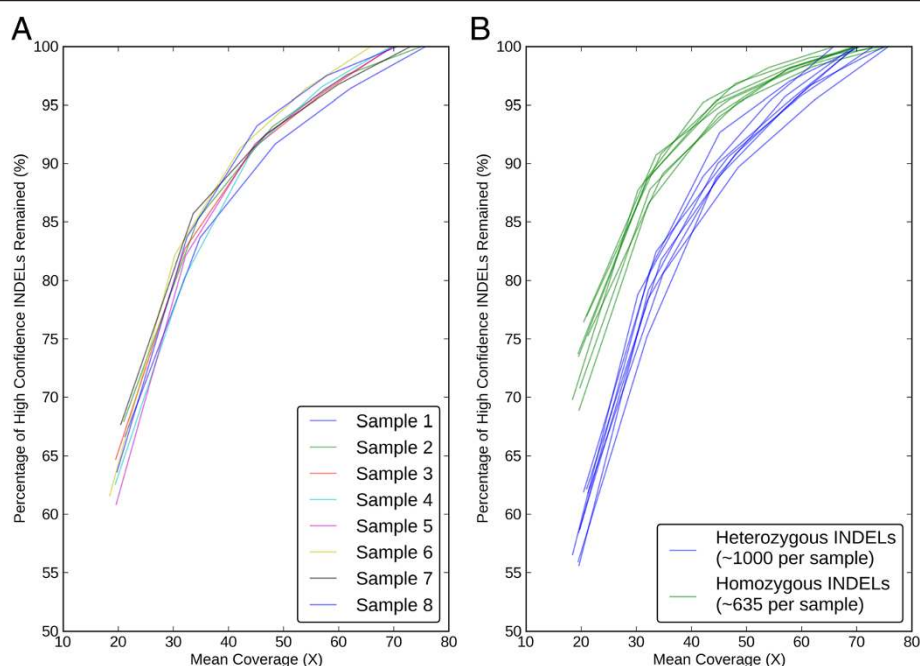 A
Percentage of High Confidence INDELs Remained (%)
100
95
90
85
80
75
70
65
60
55
50
10
20
30
40
50
60
70
80
Mean Coverage (X)
Sample 1
Sample 2
Sample 3
Sample 4
Sample 5
Sample 6
Sample 7
Sample 8
B
Percentage of High Confidence INDELs Remained (%)
100
95
90
85
80
75
70
65
60
55
50
10
20
30
40
50
60
70
80
Mean Coverage (X)
Heterozygous INDELs
(~1000 per sample)
Homozygous INDELs
(~635 per sample)